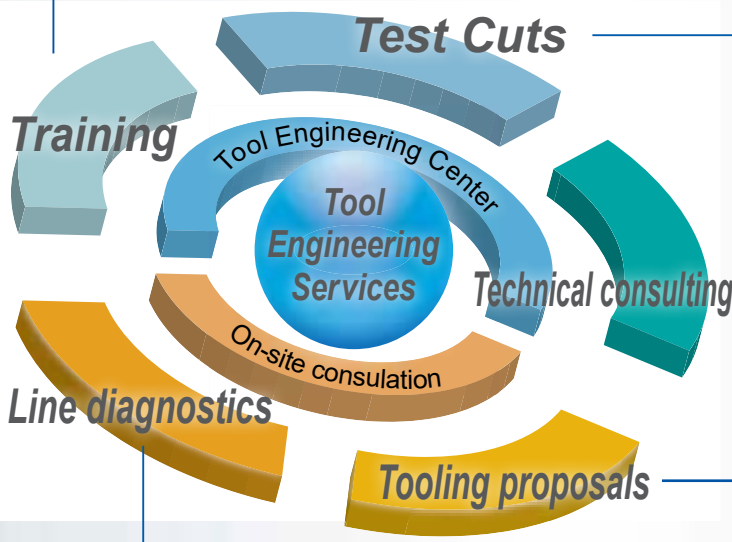 Test Cuts
Training
Tool Engineering Center
Tool
Engineering
Services
Technical consulting
On-site consulation
Line diagnostics
Tooling proposals